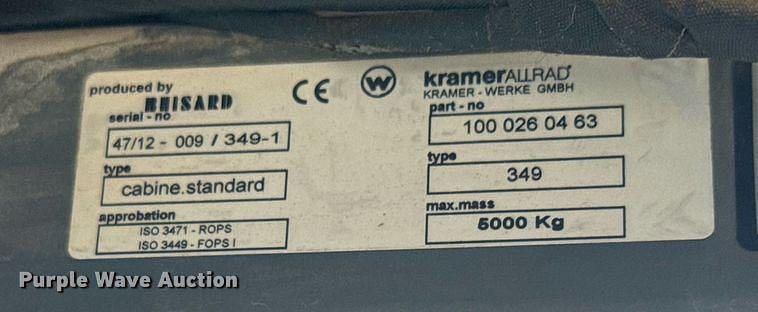 produced by
BUISARD
serial - no
47/12 - 009 / 349-1
type
cabine.standard
approbation
ISO 3471 - ROPS
ISO 3449 - FOPS I
CE
W
kramerALLRAD
KRAMER - WERKE GMBH
part - no
100 026 04 63
type
349
max.mass
5000 Kg
Purple Wave Auction